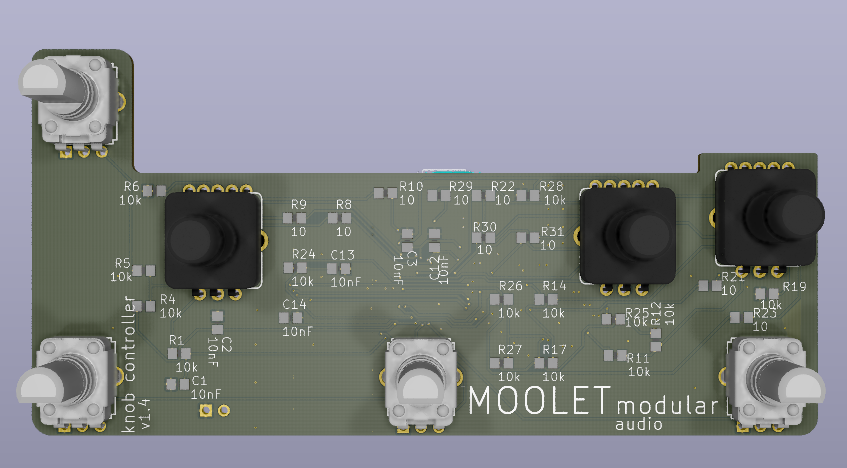 R6
10k
R9
10
R8
10
R10
10
R29
10
R22
10
R28
10k
R30
10
R31
10
C3
10nF
C12
10nF
R5
10k
R24
10k
C13
10nF
R4
10k
C14
10nF
R26
10k
R14
10k
R21
10
R19
10k
R23
10
R25
10k
R12
10k
R1
10k
C2
10nF
R27
10k
R17
10k
R11
10k
C1
10nF
knob controller
v1.4
MOOLET modular
audio